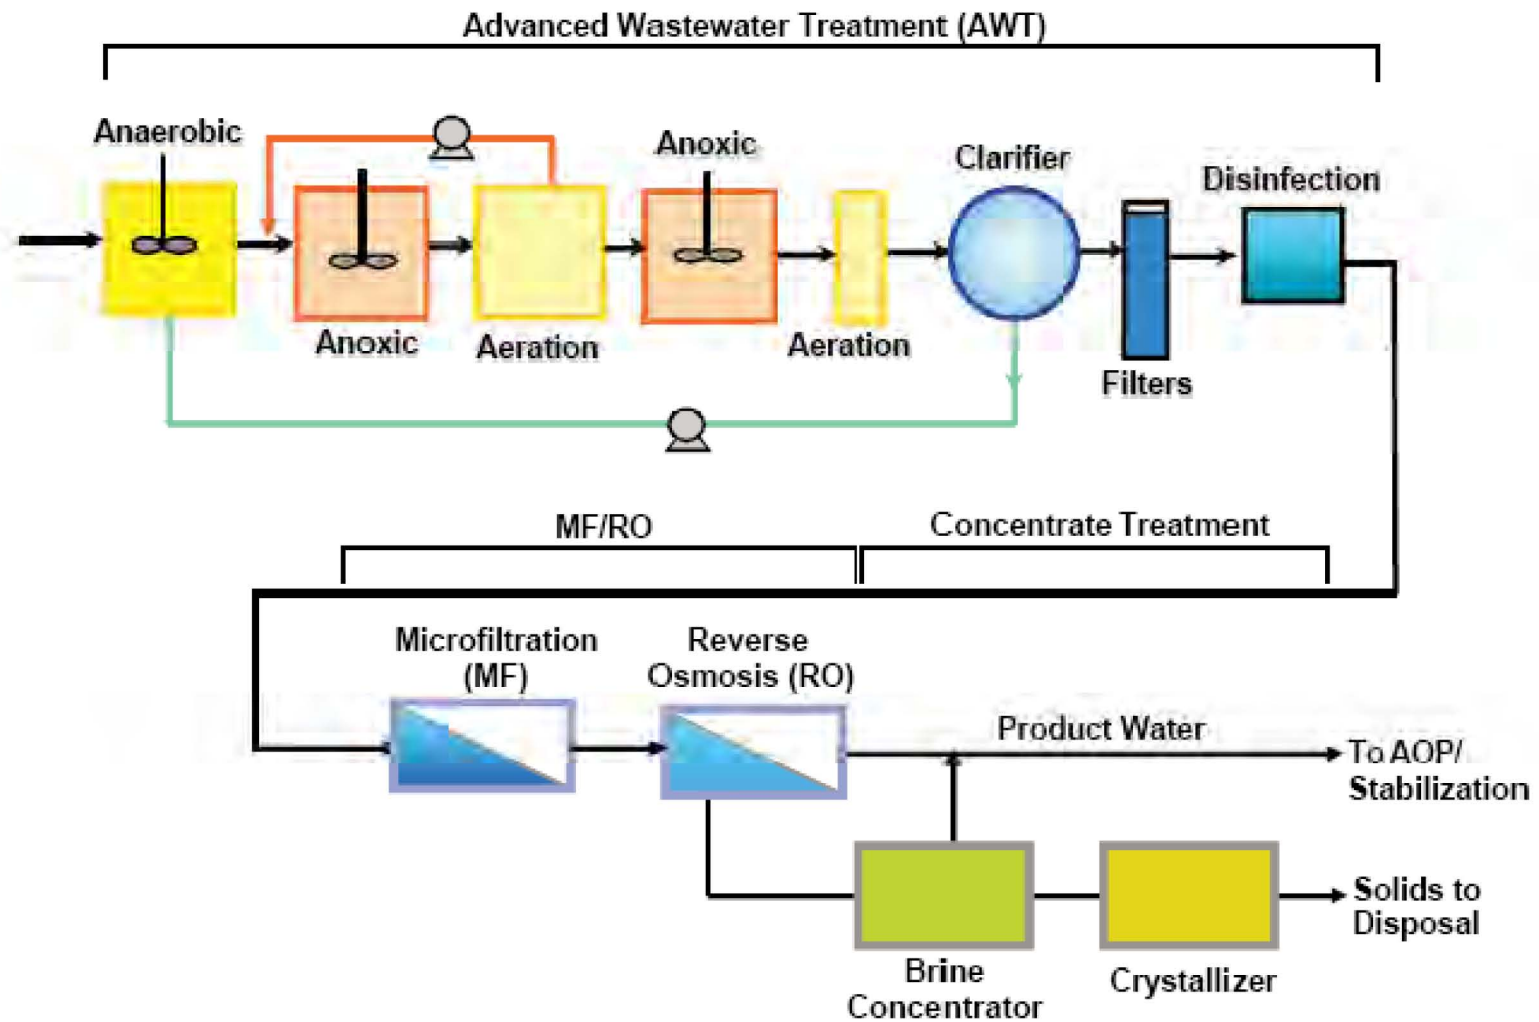 Advanced Wastewater Treatment (AWT)
Anaerobic
Anoxic
Clarifier
Disinfection
Anoxic
Aeration
Aeration
Filters
MF/RO
Concentrate Treatment
Microfiltration
(MF)
Reverse
Osmosis (RO)
Product Water
To AOP/
Stabilization
Solids to
Disposal
Brine
Concentrator
Crystallizer